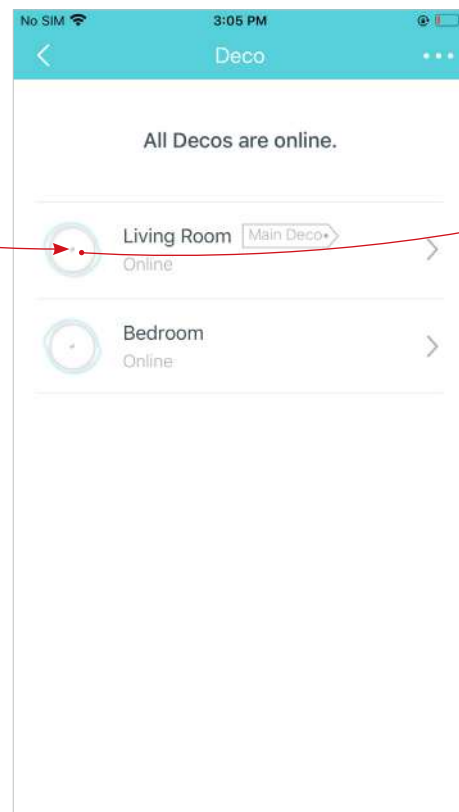 No SIM 3:05 PM
Deco
All Decos are online.
Living Room Main Deco
Online
Bedroom
Online